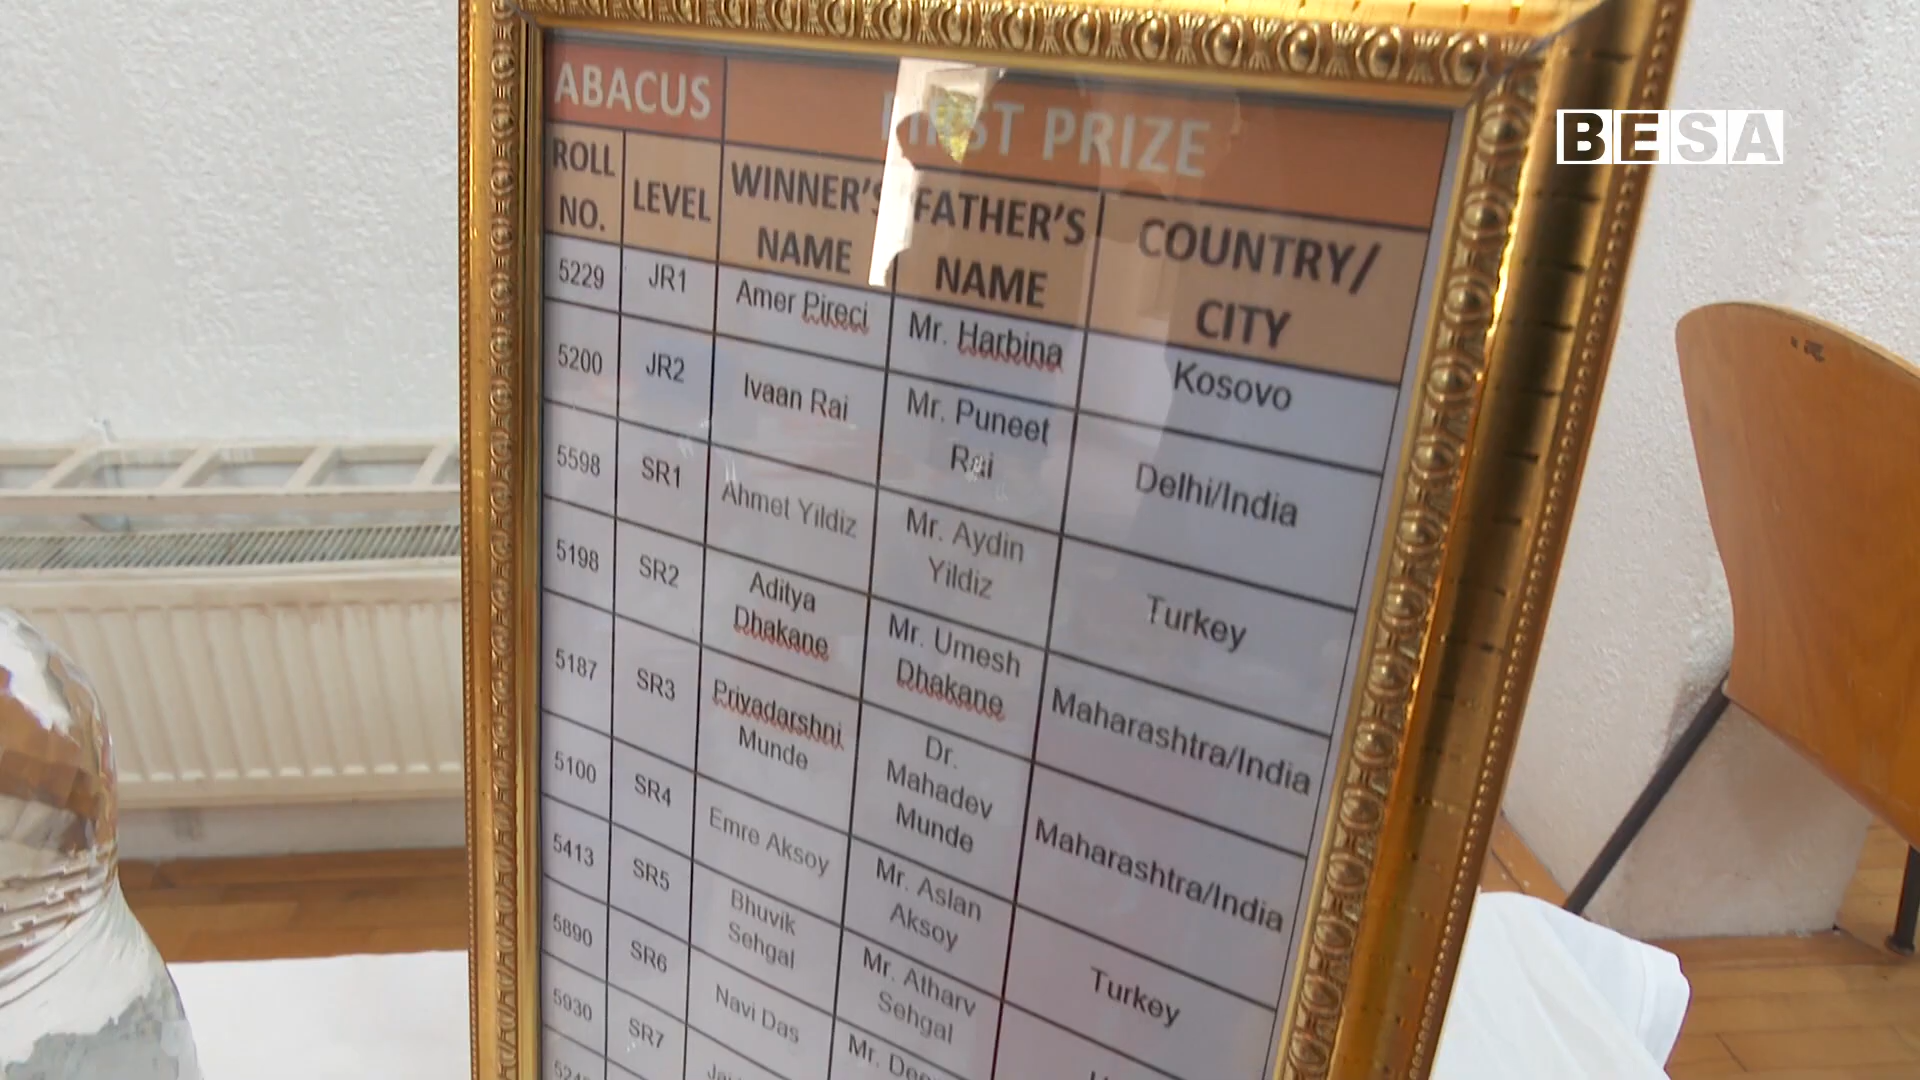 BESA
ABACUS
FIRST PRIZE
ROLL NO.
LEVEL
WINNER'S NAME
FATHER'S NAME
COUNTRY/ CITY
5229 JR1 Amer Pireci Mr. Harbina Kosovo
5200 JR2 Ivaan Rai Mr. Puneet Rai Delhi/India
5598 SR1 Ahmet Yildiz Mr. Aydin Yildiz Turkey
5198 SR2 Aditya Dhakane Mr. Umesh Dhakane Maharashtra/India
5187 SR3 Priyadarshni Munde Dr. Mahadev Munde Maharashtra/India
5100 SR4 Emre Aksoy Mr. Aslan Aksoy Turkey
5413 SR5 Bhuvik Sehgal Mr. Atharv Sehgal
5890 SR6 Navi Das Mr.
5930 SR7